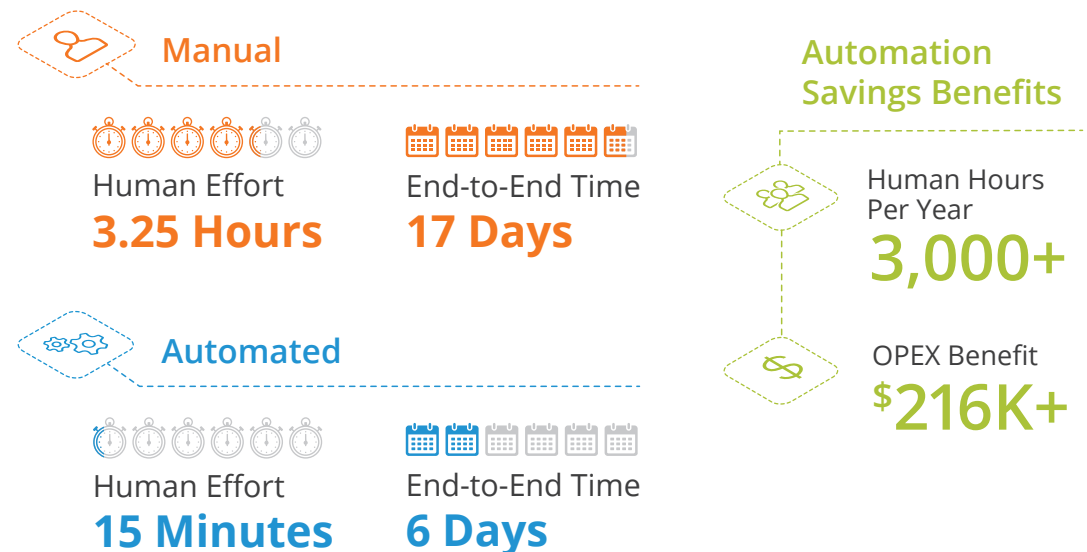 Manual
Human Effort
3.25 Hours
End-to-End Time
17 Days
Automated
Human Effort
15 Minutes
End-to-End Time
6 Days
Automation
Savings Benefits
Human Hours
Per Year
3,000+
OPEX Benefit
$216K+